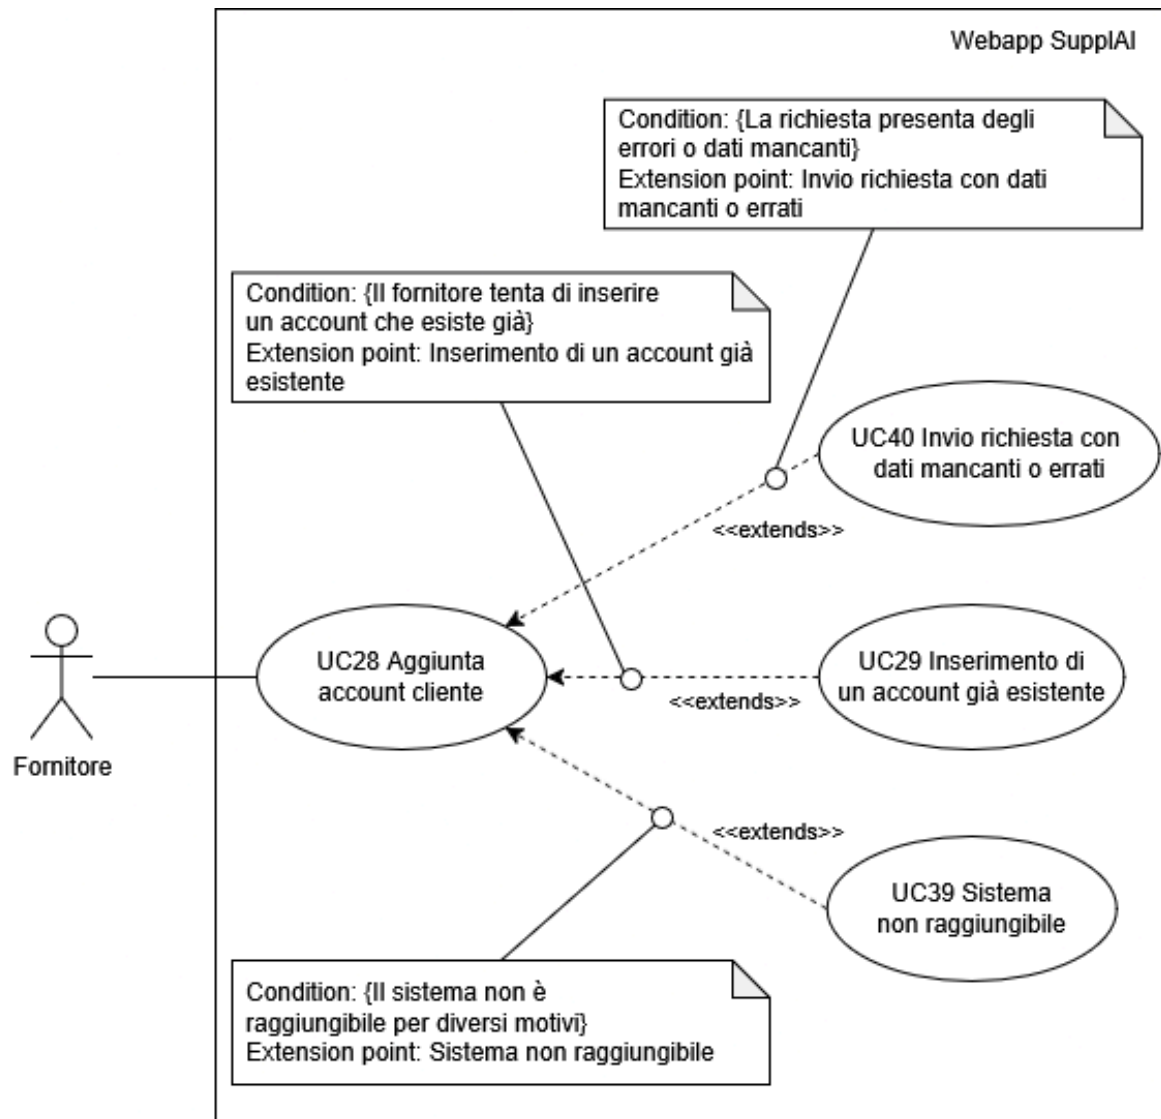 Webapp SupplAI
Condition: {La richiesta presenta degli
errori o dati mancanti}
Extension point: Invio richiesta con dati
mancanti o errati
Condition: {Il fornitore tenta di inserire
un account che esiste già}
Extension point: Inserimento di un account già
esistente
UC40 Invio richiesta con
dati mancanti o errati
<<extends>>
UC28 Aggiunta
account cliente
UC29 Inserimento di
un account già esistente
<<extends>>
Fornitore
<<extends>>
UC39 Sistema
non raggiungibile
Condition: {Il sistema non è
raggiungibile per diversi motivi}
Extension point: Sistema non raggiungibile